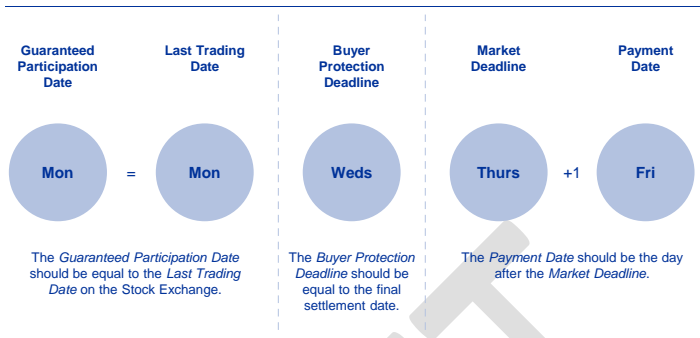 Guaranteed
Participation
Date
Last Trading
Date
Buyer
Protection
Deadline
Market
Deadline
Payment
Date
Mon
=
Mon
Weds
Thurs
+1
Fri
The Guaranteed Participation Date
should be equal to the Last Trading
Date on the Stock Exchange.
The Buyer Protection
Deadline should be
equal to the final
settlement date.
The Payment Date should be the day
after the Market Deadline.